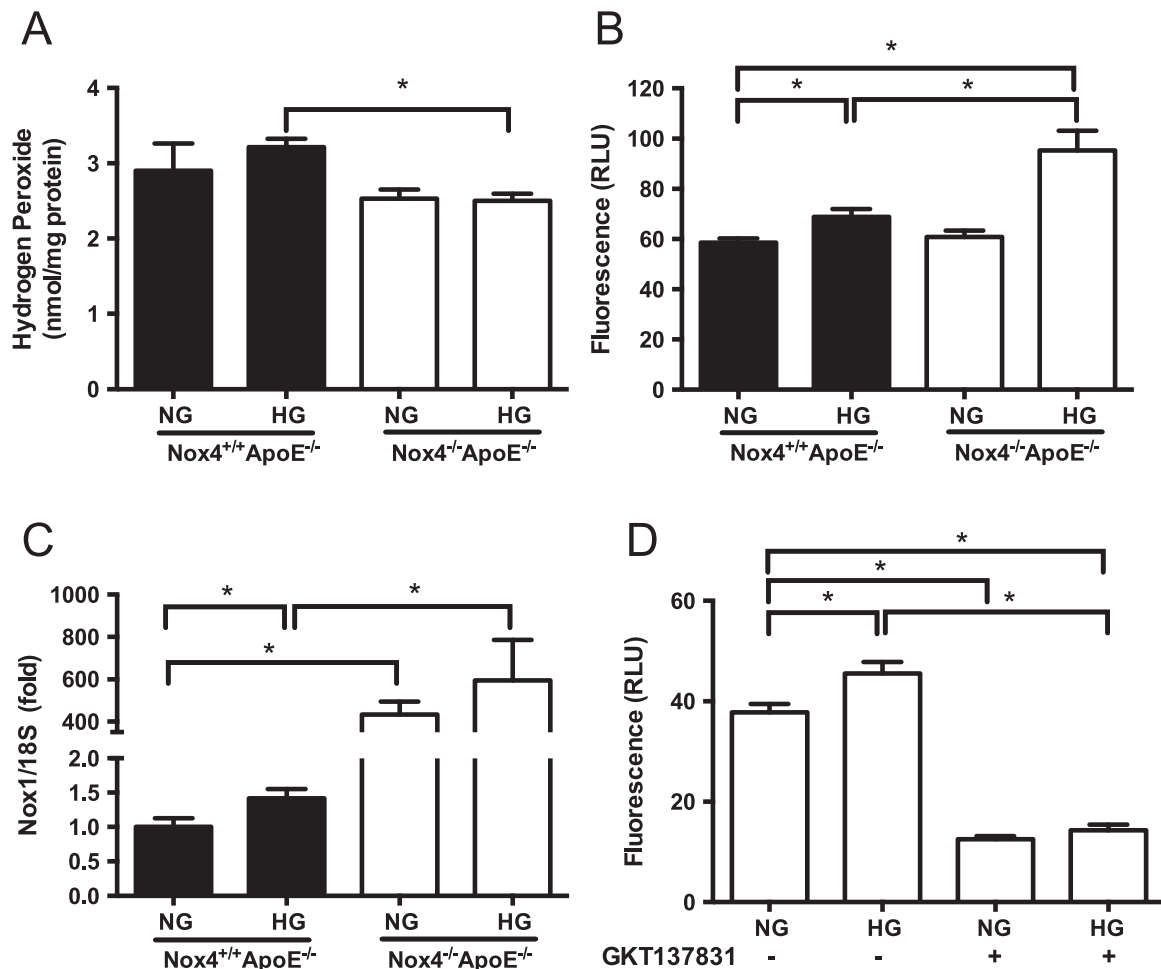 A
*
Hydrogen Peroxide
(nmol/mg protein)
4
3
2
1
0
NG HG NG HG
Nox4+/+ApoE-/- Nox4-/-ApoE-/-
B
*
* *
Fluorescence (RLU)
120
100
80
60
40
20
0
NG HG NG HG
Nox4+/+ApoE-/- Nox4-/-ApoE-/-
C
* *
*
Nox1/18S (fold)
1000
800
600
400
2.0
1.5
1.0
0.5
0.0
NG HG NG HG
Nox4+/+ApoE-/- Nox4-/-ApoE-/-
D
*
*
* *
Fluorescence (RLU)
60
40
20
0
NG HG NG HG
GKT137831 - - + +